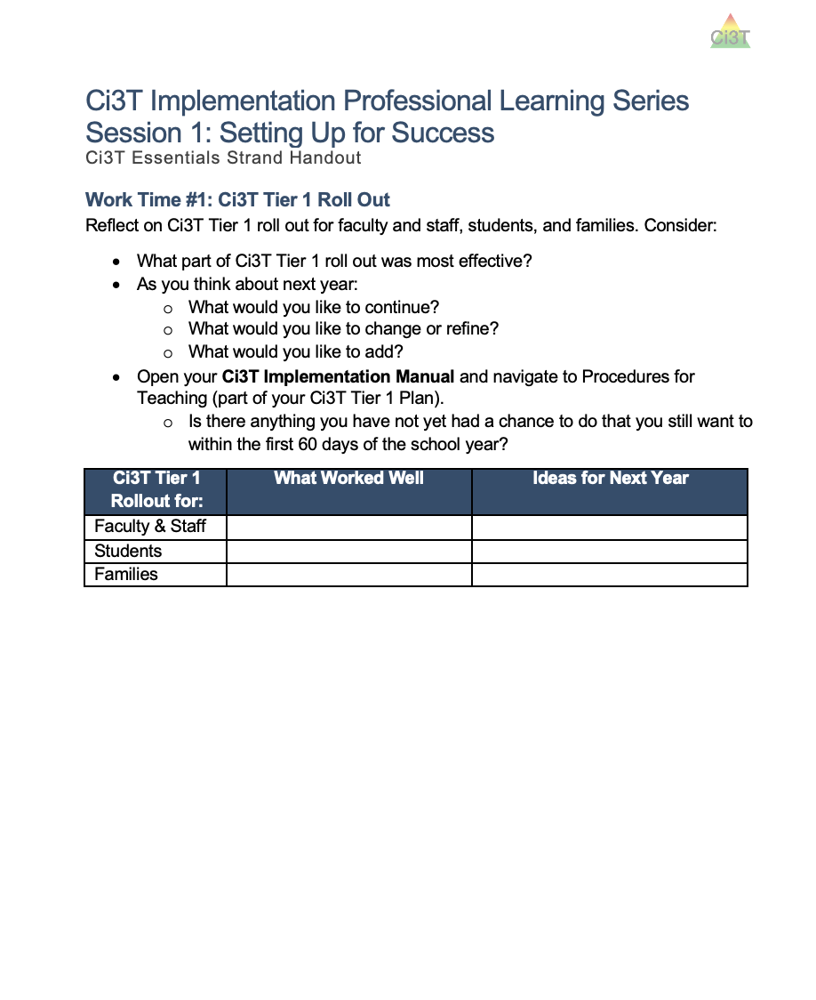 Ci3T
Ci3T Implementation Professional Learning Series
Session 1: Setting Up for Success
Ci3T Essentials Strand Handout
Work Time #1: Ci3T Tier 1 Roll Out
Reflect on Ci3T Tier 1 roll out for faculty and staff, students, and families. Consider:
• What part of Ci3T Tier 1 roll out was most effective?
• As you think about next year:
o What would you like to continue?
o What would you like to change or refine?
o What would you like to add?
• Open your Ci3T Implementation Manual and navigate to Procedures for
Teaching (part of your Ci3T Tier 1 Plan).
o Is there anything you have not yet had a chance to do that you still want to
within the first 60 days of the school year?
Ci3T Tier 1
Rollout for:
What Worked Well
Ideas for Next Year
Faculty & Staff
Students
Families